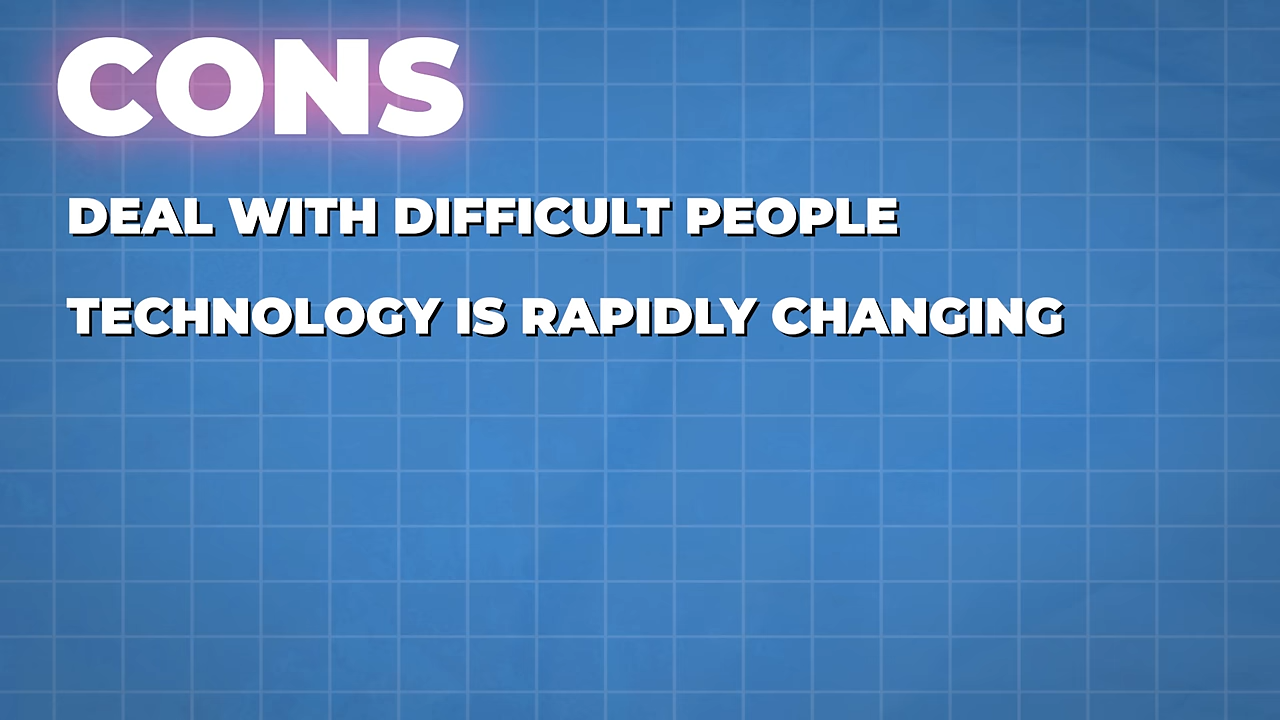 CONS
DEAL WITH DIFFICULT PEOPLE
TECHNOLOGY IS RAPIDLY CHANGING